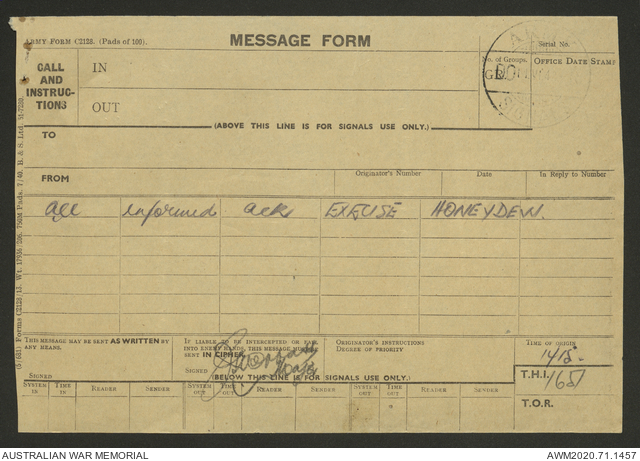 ARMY FORM C2128. (Pads of 100).
MESSAGE FORM
Serial No.
CALL AND INSTRUC- TIONS
IN
No. of Groups.
OFFICE DATE STAMP
GR.
OUT
(ABOVE THIS LINE IS FOR SIGNALS USE ONLY.)
TO
FROM
Originator's Number
Date
In Reply to Number
all informed ack EXECISE HONEYDEW.
THIS MESSAGE MAY BE SENT AS WRITTEN BY ANY MEANS.
IF LIABLE TO BE INTERCEPTED OR FALL INTO ENEMY HANDS, THIS MESSAGE MUST BE SENT IN CIPHER.
ORIGINATOR'S INSTRUCTIONS
DEGREE OF PRIORITY
TIME OF ORIGIN
1415
SIGNED
SIGNED
(BELOW THIS LINE IS FOR SIGNALS USE ONLY.)
T.H.I.
SYSTEM IN
TIME IN
READER
SENDER
SYSTEM OUT
TIME OUT
READER
SENDER
SYSTEM OUT
TIME OUT
READER
SENDER
T.O.R.
AUSTRALIAN WAR MEMORIAL
AWM2020.71.1457